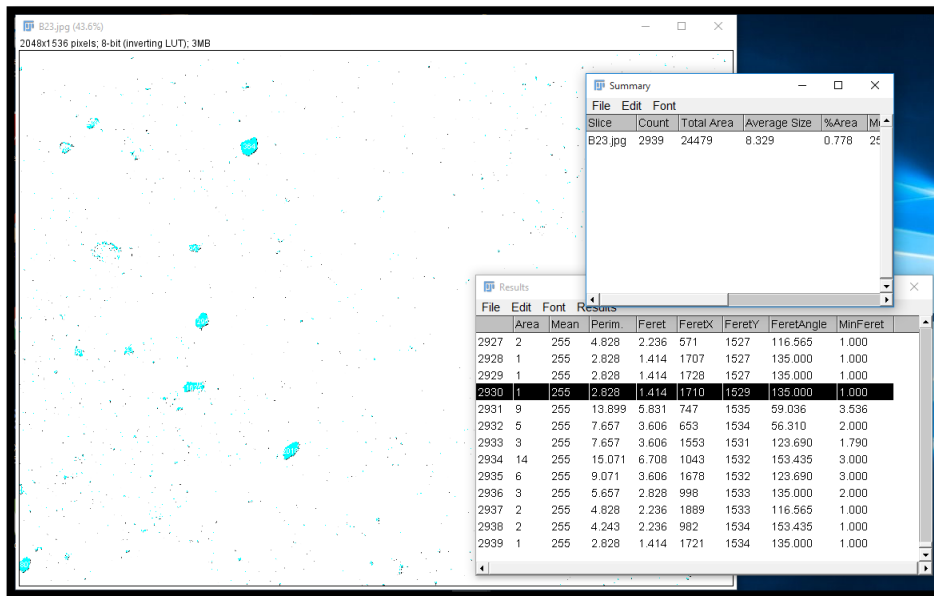 B23.jpg (43.6%)
2048x1536 pixels; 8-bit (inverting LUT); 3MB
Summary
File Edit Font
Slice Count Total Area Average Size %Area
B23.jpg 2939 24479 8.329 0.778 25
Results
File Edit Font Results
Area Mean Perim. Feret FeretX FeretY FeretAngle MinFeret
2927 2 255 4.828 2.236 571 1527 116.565 1.000
2928 1 255 2.828 1.414 1707 1527 135.000 1.000
2929 1 255 2.828 1.414 1728 1527 135.000 1.000
2930 1 255 2.828 1.414 1710 1529 135.000 1.000
2931 9 255 13.899 5.831 747 1535 59.036 3.536
2932 5 255 7.657 3.606 653 1534 56.310 2.000
2933 3 255 7.657 3.606 1553 1531 123.690 1.790
2934 14 255 15.071 6.708 1043 1532 153.435 3.000
2935 6 255 9.071 3.606 1678 1532 123.690 3.000
2936 3 255 5.657 2.828 998 1533 135.000 2.000
2937 2 255 4.828 2.236 1889 1533 116.565 1.000
2938 2 255 4.243 2.236 982 1534 153.435 1.000
2939 1 255 2.828 1.414 1721 1534 135.000 1.000